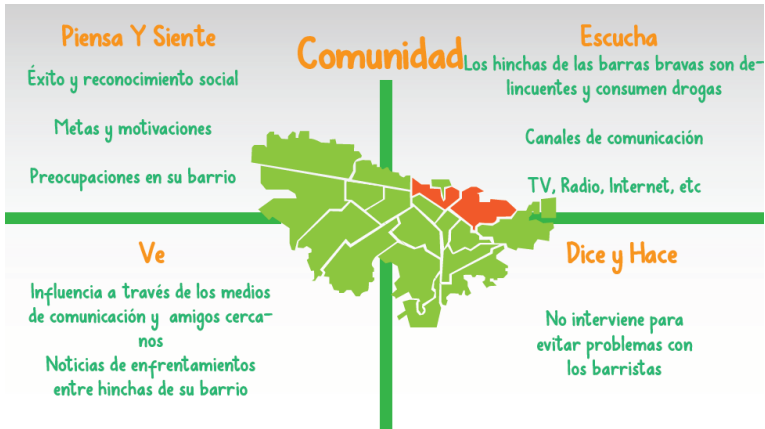 Comunidad
Piensa Y Siente
Éxito y reconocimiento social
Metas y motivaciones
Preocupaciones en su barrio
Escucha
Los hinchas de las barras bravas son de-
lincuentes y consumen drogas
Canales de comunicación
TV, Radio, Internet, etc
Ve
Influencia a través de los medios
de comunicación y amigos cerca-
nos
Noticias de enfrentamientos
entre hinchas de su barrio
Dice y Hace
No interviene para
evitar problemas con
los barristas